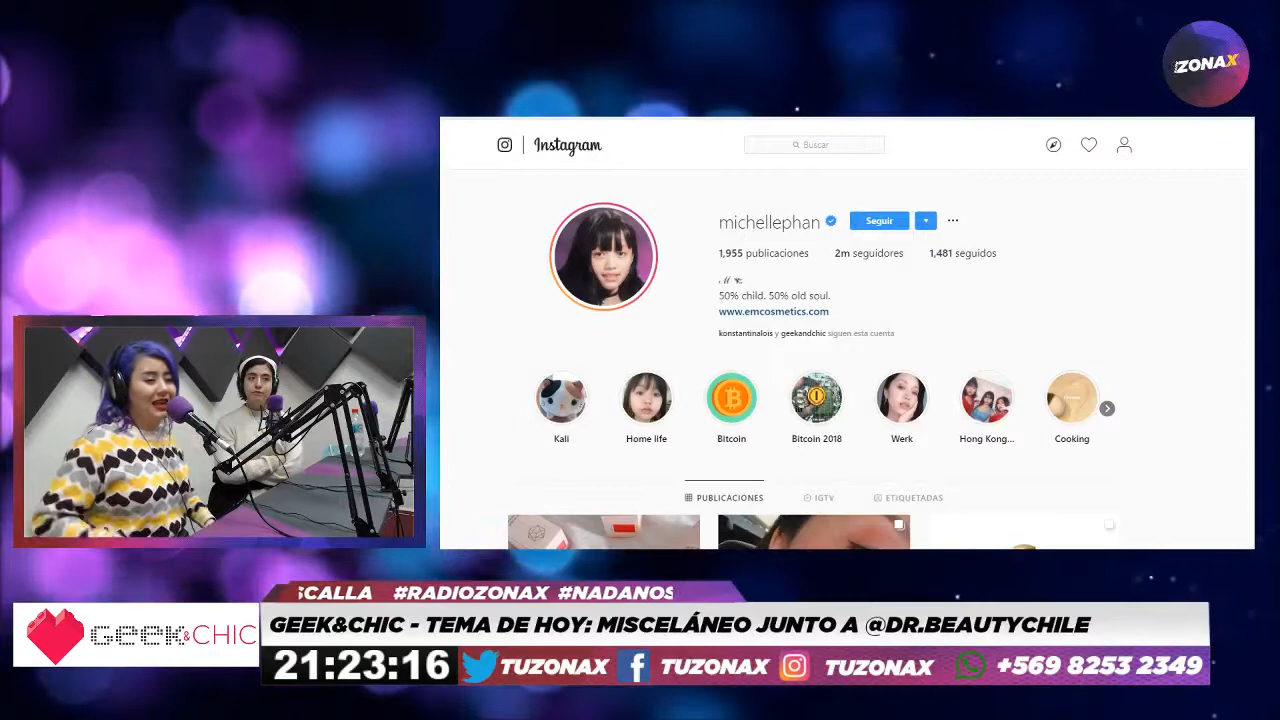 ZONAX
Instagram
Buscar
michellephan
Seguir
1,955 publicaciones 2m seguidores 1,481 seguidos
50% child. 50% old soul.
www.emcosmetics.com
konstantinalois y geekandchic siguen esta cuenta
Kali Home life Bitcoin Bitcoin 2018 Werk Hong Kong... Cooking
PUBLICACIONES IGTV ETIQUETADAS
SCALLA #RADIOZONAX #NADANOS
GEEK&CHIC
GEEK&CHIC - TEMA DE HOY: MISCELÁNEO JUNTO A @DR.BEAUTYCHILE
21:23:16 TUZONAX TUZONAX TUZONAX +569 8253 2349